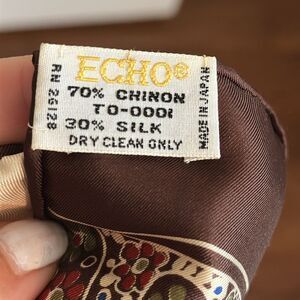 ECHO®
70% CHINON
TO-0001
30% SILK
DRY CLEAN ONLY
RN 26128
MADE IN JAPAN